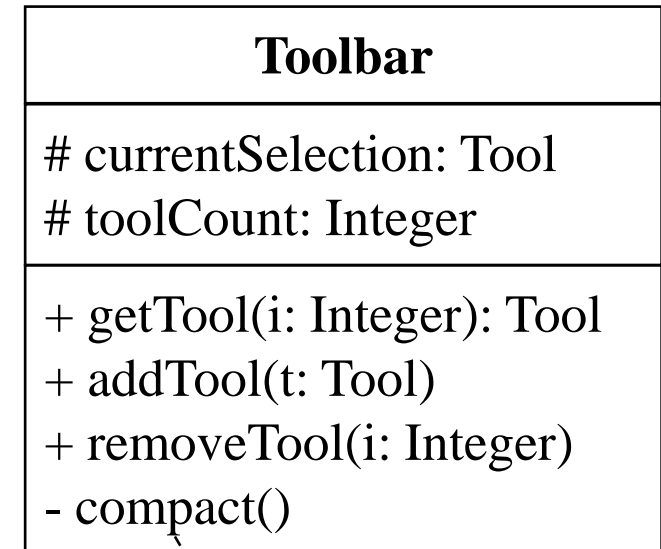 Toolbar
# currentSelection: Tool
# toolCount: Integer
+ getTool(i: Integer): Tool
+ addTool(t: Tool)
+ removeTool(i: Integer)
- compact()